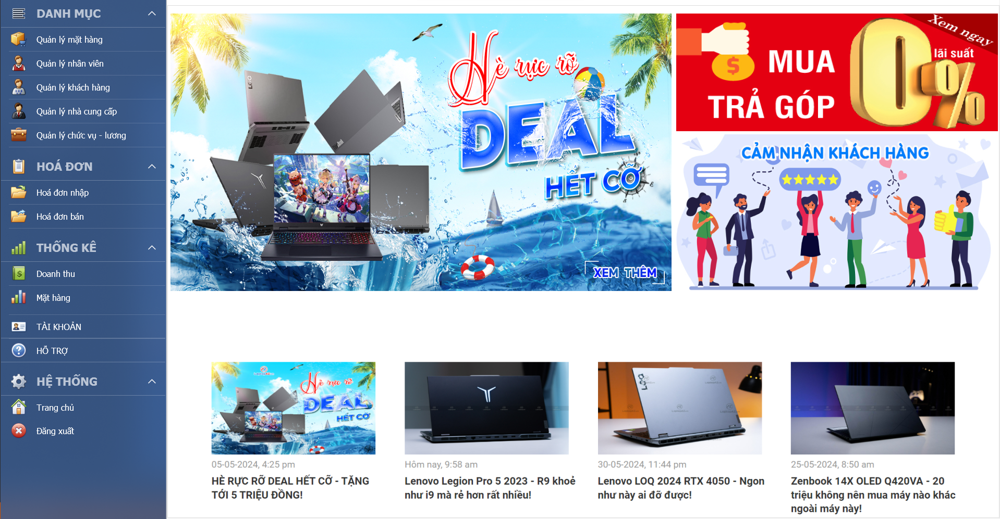 DANH MỤC
Quản lý mặt hàng
Quản lý nhân viên
Quản lý khách hàng
Quản lý nhà cung cấp
Quản lý chức vụ - lương
HOÁ ĐƠN
Hoá đơn nhập
Hoá đơn bán
THỐNG KÊ
Doanh thu
Mặt hàng
TÀI KHOẢN
HỖ TRỢ
HỆ THỐNG
Trang chủ
Đăng xuất
Hè rực rỡ
DEAL
HẾT CỠ
LOQ
XEM THÊM
Xem ngay
MUA
TRẢ GÓP
0%
lãi suất
$
CẢM NHẬN KHÁCH HÀNG
Hè rực rỡ
DEAL
HẾT CỠ
05-05-2024, 4:25 pm
HÈ RỰC RỠ DEAL HẾT CỠ - TẶNG
TỚI 5 TRIỆU ĐỒNG!
Hôm nay, 9:58 am
Lenovo Legion Pro 5 2023 - R9 khoẻ
như i9 mà rẻ hơn rất nhiều!
LOQ
30-05-2024, 11:44 pm
Lenovo LOQ 2024 RTX 4050 - Ngon
như này ai đỡ được!
25-05-2024, 8:50 am
Zenbook 14X OLED Q420VA - 20
triệu không nên mua máy nào khác
ngoài máy này!